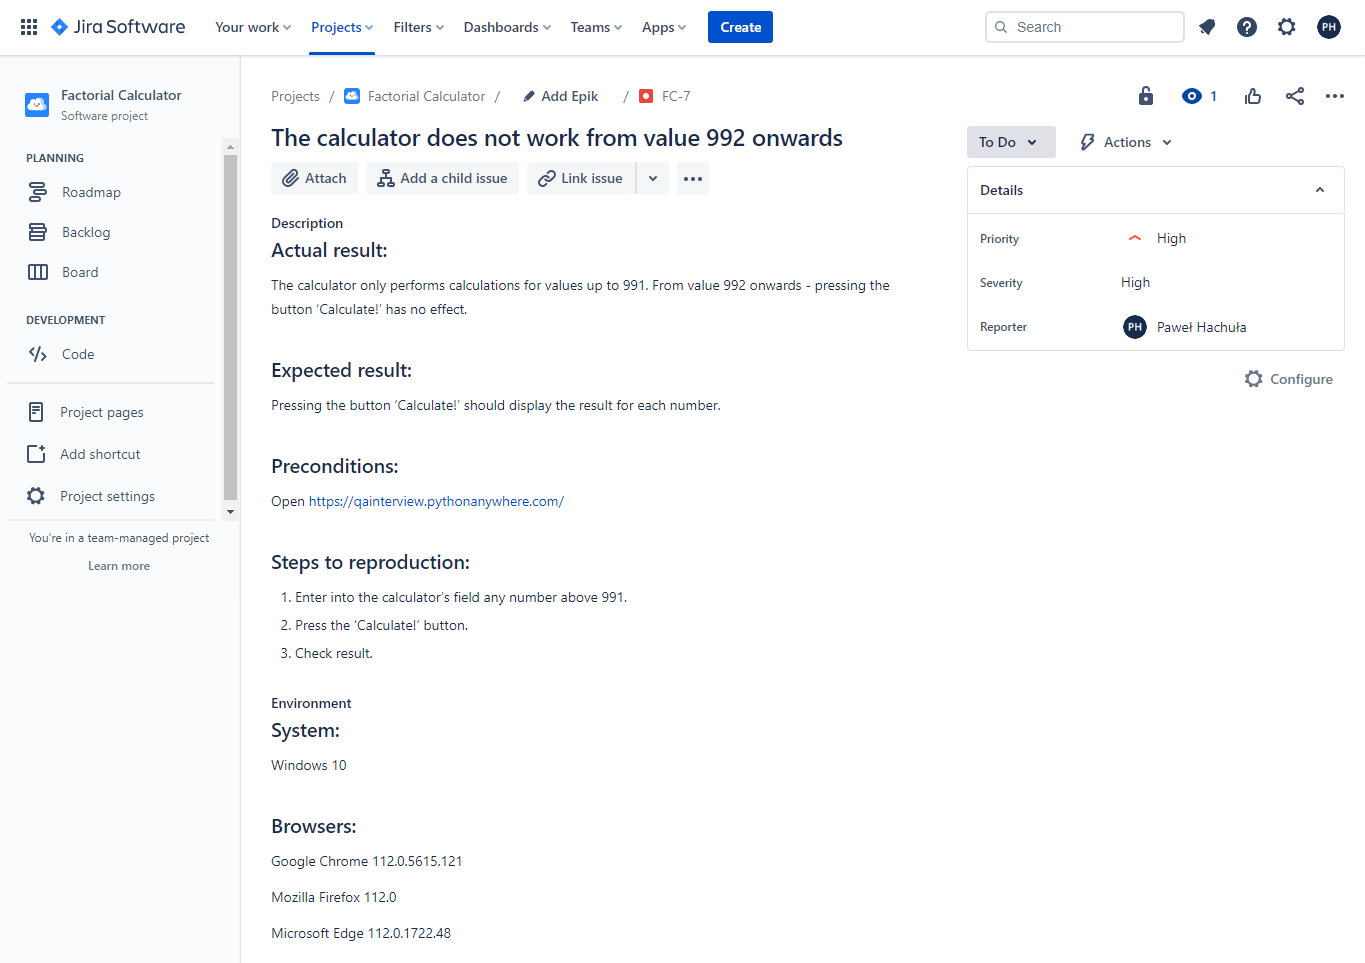 Jira Software
Your work
Projects
Filters
Dashboards
Teams
Apps
Create
Search
PH
Factorial Calculator
Software project
PLANNING
Roadmap
Backlog
Board
DEVELOPMENT
Code
Project pages
Add shortcut
Project settings
You're in a team-managed project
Learn more
Projects / Factorial Calculator / Add Epik / FC-7
1
The calculator does not work from value 992 onwards
Attach
Add a child issue
Link issue
Description
Actual result:
The calculator only performs calculations for values up to 991. From value 992 onwards - pressing the
button ‘Calculate!’ has no effect.
Expected result:
Pressing the button ‘Calculate!’ should display the result for each number.
Preconditions:
Open https://qainterview.pythonanywhere.com/
Steps to reproduction:
1. Enter into the calculator’s field any number above 991.
2. Press the ‘Calculate!’ button.
3. Check result.
Environment
System:
Windows 10
Browsers:
Google Chrome 112.0.5615.121
Mozilla Firefox 112.0
Microsoft Edge 112.0.1722.48
To Do
Actions
Details
Priority High
Severity High
Reporter PH Paweł Hachuła
Configure